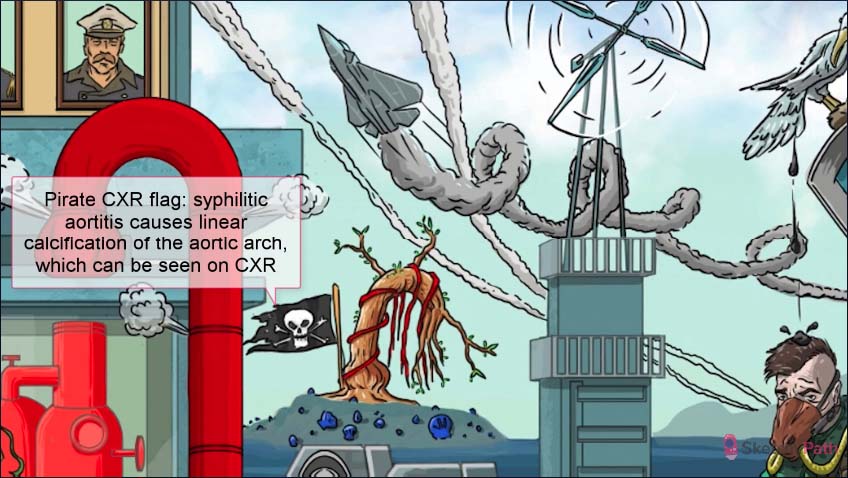 Pirate CXR flag: syphilitic
aortitis causes linear
calcification of the aortic arch,
which can be seen on CXR